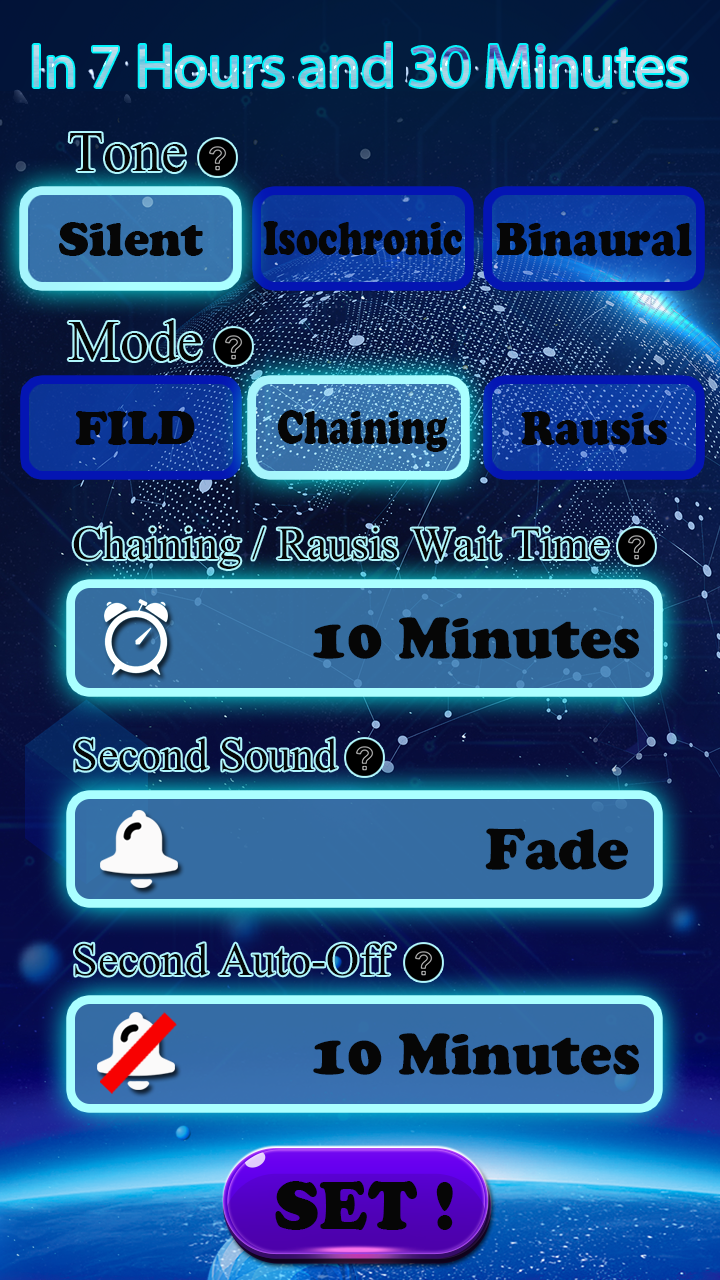 In 7 Hours and 30 Minutes
Tone ?
Silent Isochronic Binaural
Mode ?
FILD Chaining Rausis
Chaining / Rausis Wait Time ?
10 Minutes
Second Sound ?
Fade
Second Auto-Off ?
10 Minutes
SET !